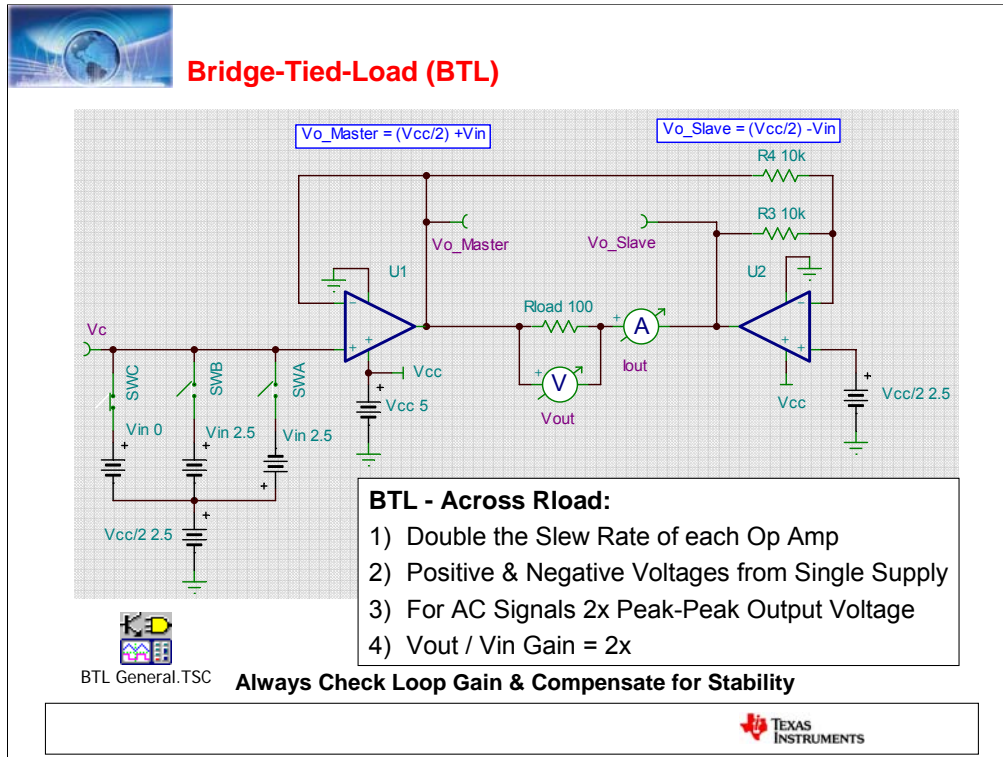 Bridge-Tied-Load (BTL)
Vo_Master = (Vcc/2) +Vin
Vo_Slave = (Vcc/2) -Vin
R4 10k
R3 10k
Vo_Master
Vo_Slave
U1
U2
Rload 100
Vc
SWC
SWB
SWA
A
Iout
Vcc
V
Vcc 5
Vout
Vcc
Vcc/2 2.5
Vin 0
Vin 2.5
Vin 2.5
Vcc/2 2.5
BTL - Across Rload:
1) Double the Slew Rate of each Op Amp
2) Positive & Negative Voltages from Single Supply
3) For AC Signals 2x Peak-Peak Output Voltage
4) Vout / Vin Gain = 2x
BTL General.TSC
Always Check Loop Gain & Compensate for Stability
TEXAS
INSTRUMENTS